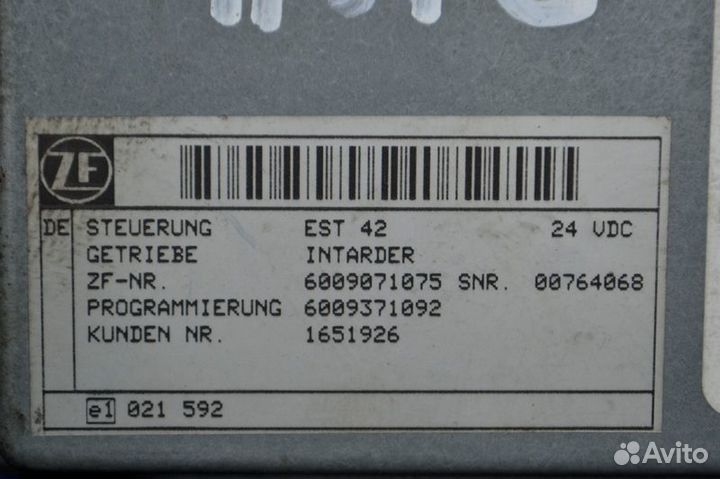 ZF
DE STEUERUNG EST 42 24 VDC
GETRIEBE INTARDER
ZF-NR. 6009071075 SNR. 00764068
PROGRAMMIERUNG 6009371092
KUNDEN NR. 1651926
e1 021 592
Avito